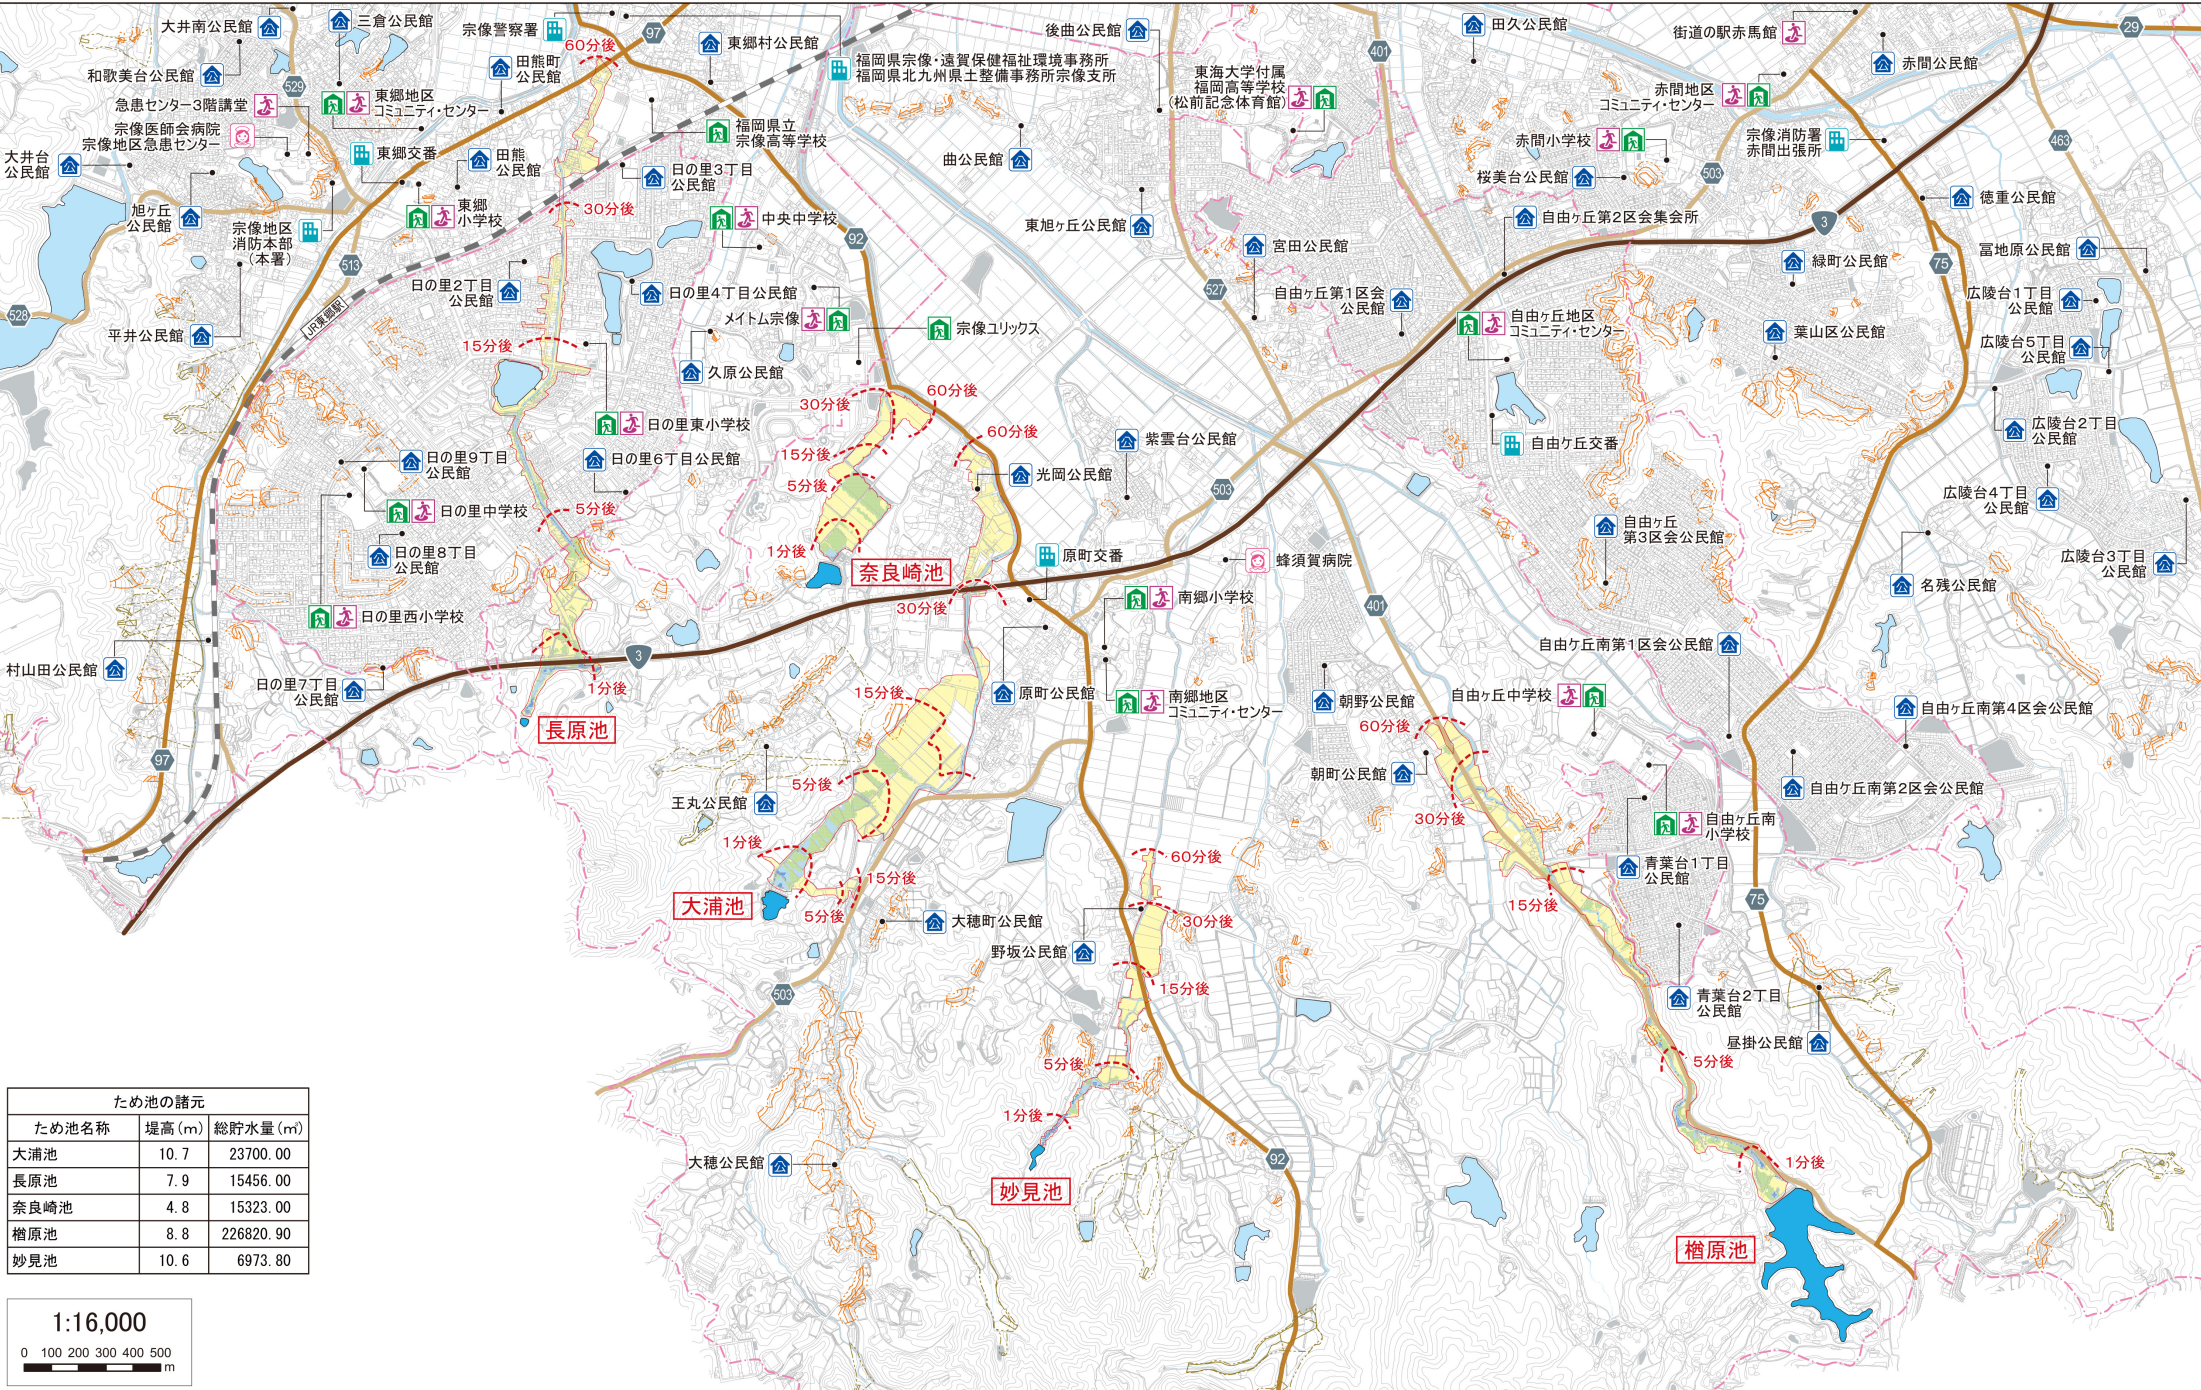 大井南公民館
三倉公民館
宗像警察署
60分後
97
東郷村公民館
後曲公民館
401
田久公民館
街道の駅赤馬館
29
和歌美台公民館
529
田熊町
公民館
福岡県宗像・遠賀保健福祉環境事務所
福岡県北九州県土整備事務所宗像支所
東海大学付属
福岡高等学校
(松前記念体育館)
赤間公民館
急患センター3階講堂
東郷地区
コミュニティ・センター
赤間地区
コミュニティ・センター
宗像医師会病院
宗像地区急患センター
福岡県立
宗像高等学校
赤間小学校
宗像消防署
赤間出張所
463
大井台
公民館
東郷交番
田熊
公民館
日の里3丁目
公民館
曲公民館
桜美台公民館
503
徳重公民館
旭ヶ丘
公民館
宗像地区
消防本部
(本署)
東郷
小学校
30分後
中央中学校
92
東旭ヶ丘公民館
宮田公民館
自由ヶ丘第2区会集会所
3
冨地原公民館
513
日の里2丁目
公民館
日の里4丁目公民館
527
自由ヶ丘第1区会
公民館
緑町公民館
75
広陵台1丁目
公民館
528
JR東郷駅
平井公民館
メイトム宗像
宗像ユリックス
自由ヶ丘地区
コミュニティ・センター
葉山区公民館
広陵台5丁目
公民館
15分後
久原公民館
30分後
60分後
日の里東小学校
60分後
紫雲台公民館
自由ケ丘交番
広陵台2丁目
公民館
日の里9丁目
公民館
日の里6丁目公民館
15分後
光岡公民館
503
5分後
広陵台4丁目
公民館
日の里中学校
5分後
自由ヶ丘
第3区会公民館
日の里8丁目
公民館
1分後
奈良崎池
原町交番
蜂須賀病院
広陵台3丁目
公民館
名残公民館
30分後
南郷小学校
401
日の里西小学校
3
自由ケ丘南第1区会公民館
村山田公民館
日の里7丁目
公民館
1分後
15分後
原町公民館
南郷地区
コミュニティ・センター
朝野公民館
自由ヶ丘中学校
自由ヶ丘南第4区会公民館
長原池
60分後
97
5分後
朝町公民館
自由ケ丘南第2区会公民館
王丸公民館
30分後
自由ヶ丘南
小学校
1分後
60分後
青葉台1丁目
公民館
15分後
大浦池
5分後
大穂町公民館
30分後
15分後
75
野坂公民館
503
15分後
青葉台2丁目
公民館
昼掛公民館
5分後
5分後
1分後
大穂公民館
92
1分後
妙見池
楢原池
ため池の諸元
ため池名称 堤高(m) 総貯水量(㎥)
大浦池 10.7 23700.00
長原池 7.9 15456.00
奈良崎池 4.8 15323.00
楢原池 8.8 226820.90
妙見池 10.6 6973.80
1:16,000
0 100 200 300 400 500
m